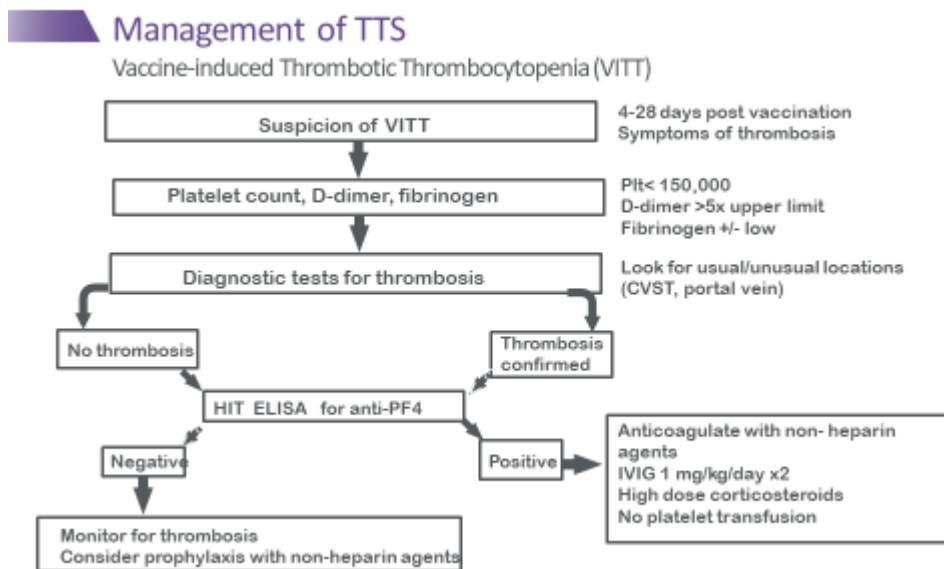 Management of TTS
Vaccine-induced Thrombotic Thrombocytopenia (VITT)
Suspicion of VITT
4-28 days post vaccination
Symptoms of thrombosis
Platelet count, D-dimer, fibrinogen
Plt< 150,000
D-dimer >5x upper limit
Fibrinogen +/- low
Diagnostic tests for thrombosis
Look for usual/unusual locations
(CVST, portal vein)
No thrombosis
Thrombosis
confirmed
HIT ELISA for anti-PF4
Negative
Positive
Anticoagulate with non- heparin
agents
IVIG 1 mg/kg/day x2
High dose corticosteroids
No platelet transfusion
Monitor for thrombosis
Consider prophylaxis with non-heparin agents